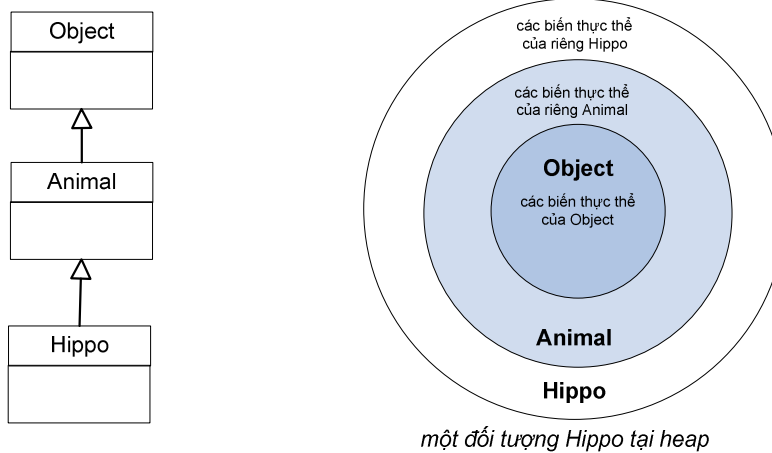 Object
Animal
Hippo
các biến thực thể
của riêng Hippo
các biến thực thể
của riêng Animal
Object
các biến thực thể
của Object
Animal
Hippo
một đối tượng Hippo tại heap